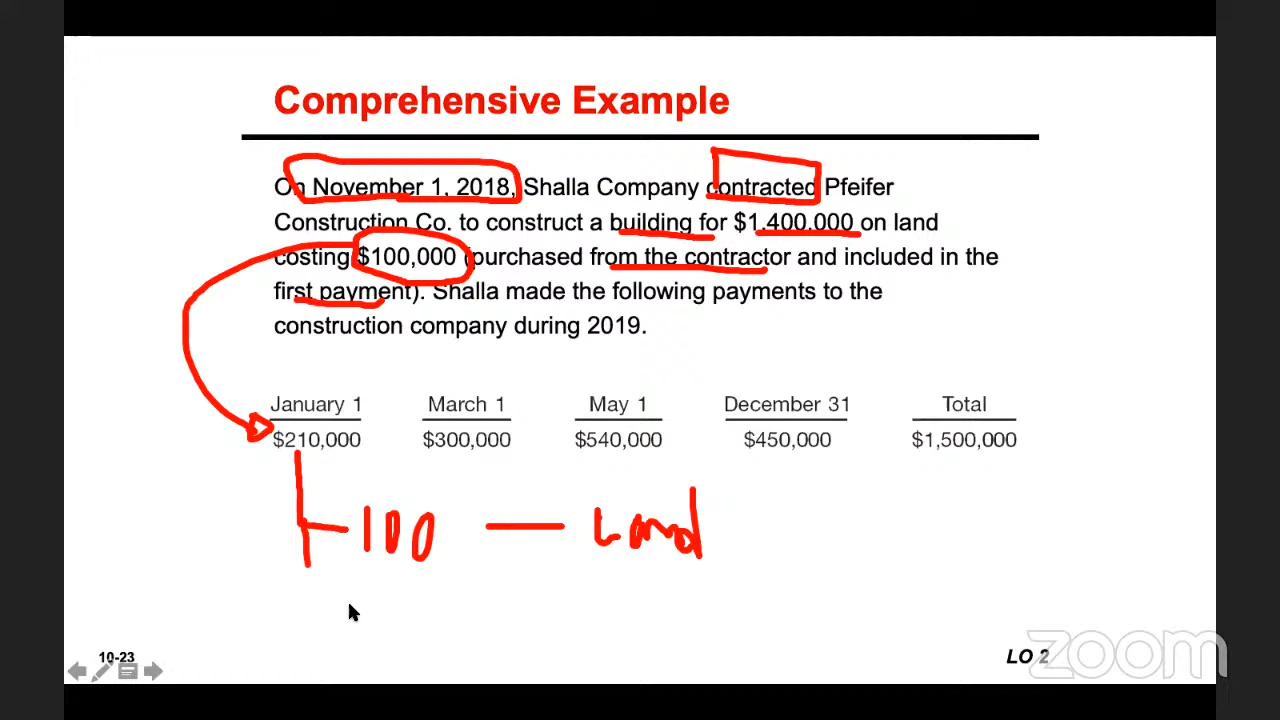 Comprehensive Example
On November 1, 2018, Shalla Company contracted Pfeifer
Construction Co. to construct a building for $1,400,000 on land
costing $100,000 (purchased from the contractor and included in the
first payment). Shalla made the following payments to the
construction company during 2019.
January 1 March 1 May 1 December 31 Total
$210,000 $300,000 $540,000 $450,000 $1,500,000
100 — Land
10-23
LO 2
zoom